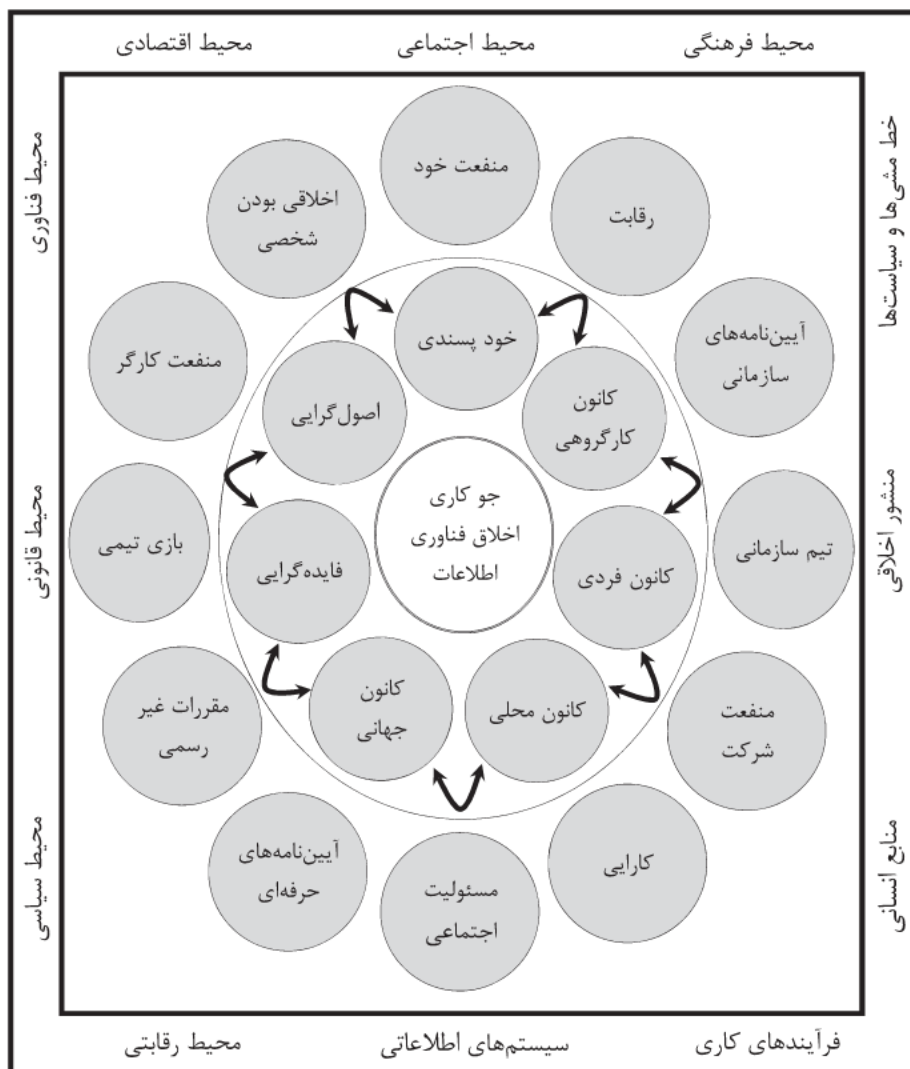 محیط فرهنگی
محیط اجتماعی
محیط اقتصادی
خط مشی‌ها و سیاست‌ها
منشور اخلاقی
منابع انسانی
محیط فناوری
محیط قانونی
محیط سیاسی
منفعت خود
رقابت
آیین‌نامه‌های
سازمانی
تیم سازمانی
منفعت
شرکت
کارایی
مسئولیت
اجتماعی
آیین‌نامه‌های
حرفه‌ای
مقررات غیر
رسمی
بازی تیمی
منفعت کارگر
اخلاقی بودن
شخصی
خود پسندی
کانون
کارگروهی
کانون فردی
کانون محلی
کانون
جهانی
فایده‌گرایی
اصول‌گرایی
جو کاری
اخلاق فناوری
اطلاعات
فرآیندهای کاری
سیستم‌های اطلاعاتی
محیط رقابتی